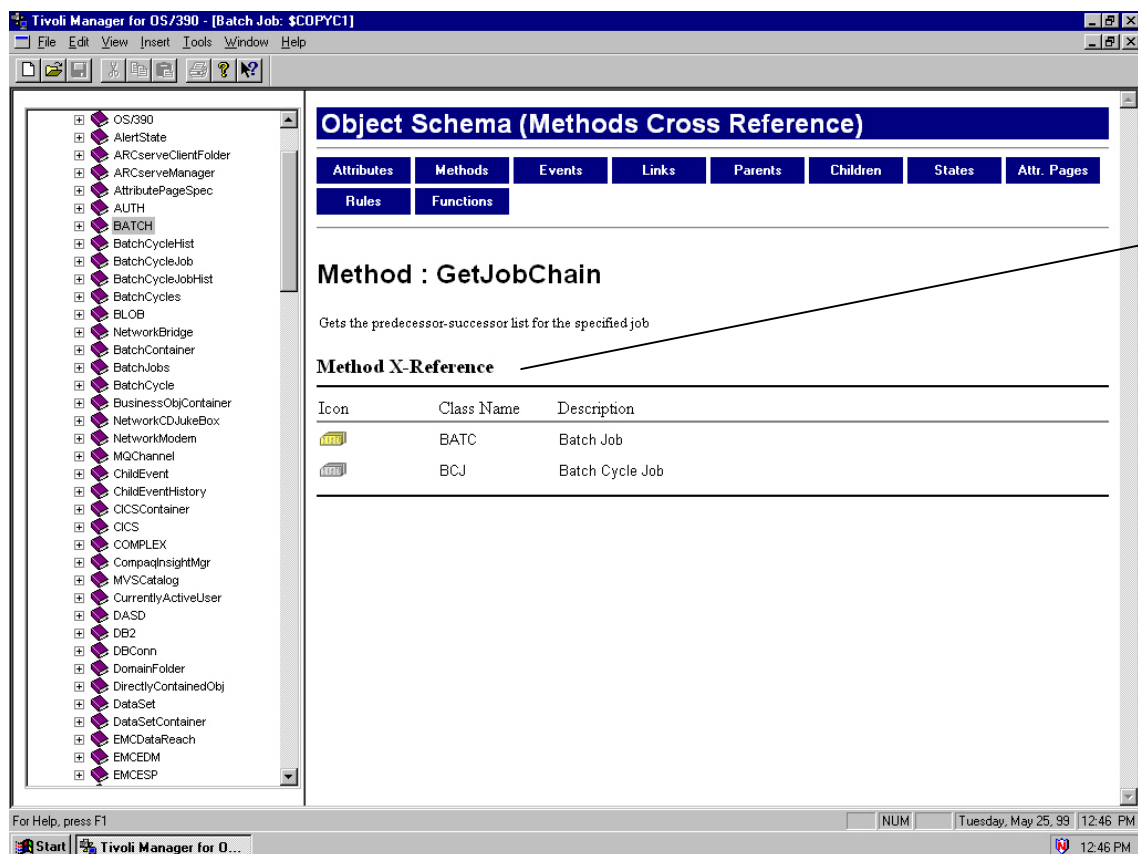 Tivoli Manager for OS/390 - [Batch Job: $COPYC1]
File Edit View Insert Tools Window Help
OS/390
AlertState
ARCserveClientFolder
ARCserveManager
AttributePageSpec
AUTH
BATCH
BatchCycleHist
BatchCycleJob
BatchCycleJobHist
BatchCycles
BLOB
NetworkBridge
BatchContainer
BatchJobs
BatchCycle
BusinessObjContainer
NetworkCDJukeBox
NetworkModem
MQChannel
ChildEvent
ChildEventHistory
CICSContainer
CICS
COMPLEX
CompaqInsightMgr
MVSCatalog
CurrentlyActiveUser
DASD
DB2
DBConn
DomainFolder
DirectlyContainedObj
DataSet
DataSetContainer
EMCDataReach
EMCEDM
EMCESP
Object Schema (Methods Cross Reference)
Attributes Methods Events Links Parents Children States Attr. Pages
Rules Functions
Method : GetJobChain
Gets the predecessor-successor list for the specified job
Method X-Reference
Icon Class Name Description
BATC Batch Job
BCJ Batch Cycle Job
For Help, press F1 NUM Tuesday, May 25, 99 12:46 PM
Start Tivoli Manager for O... 12:46 PM